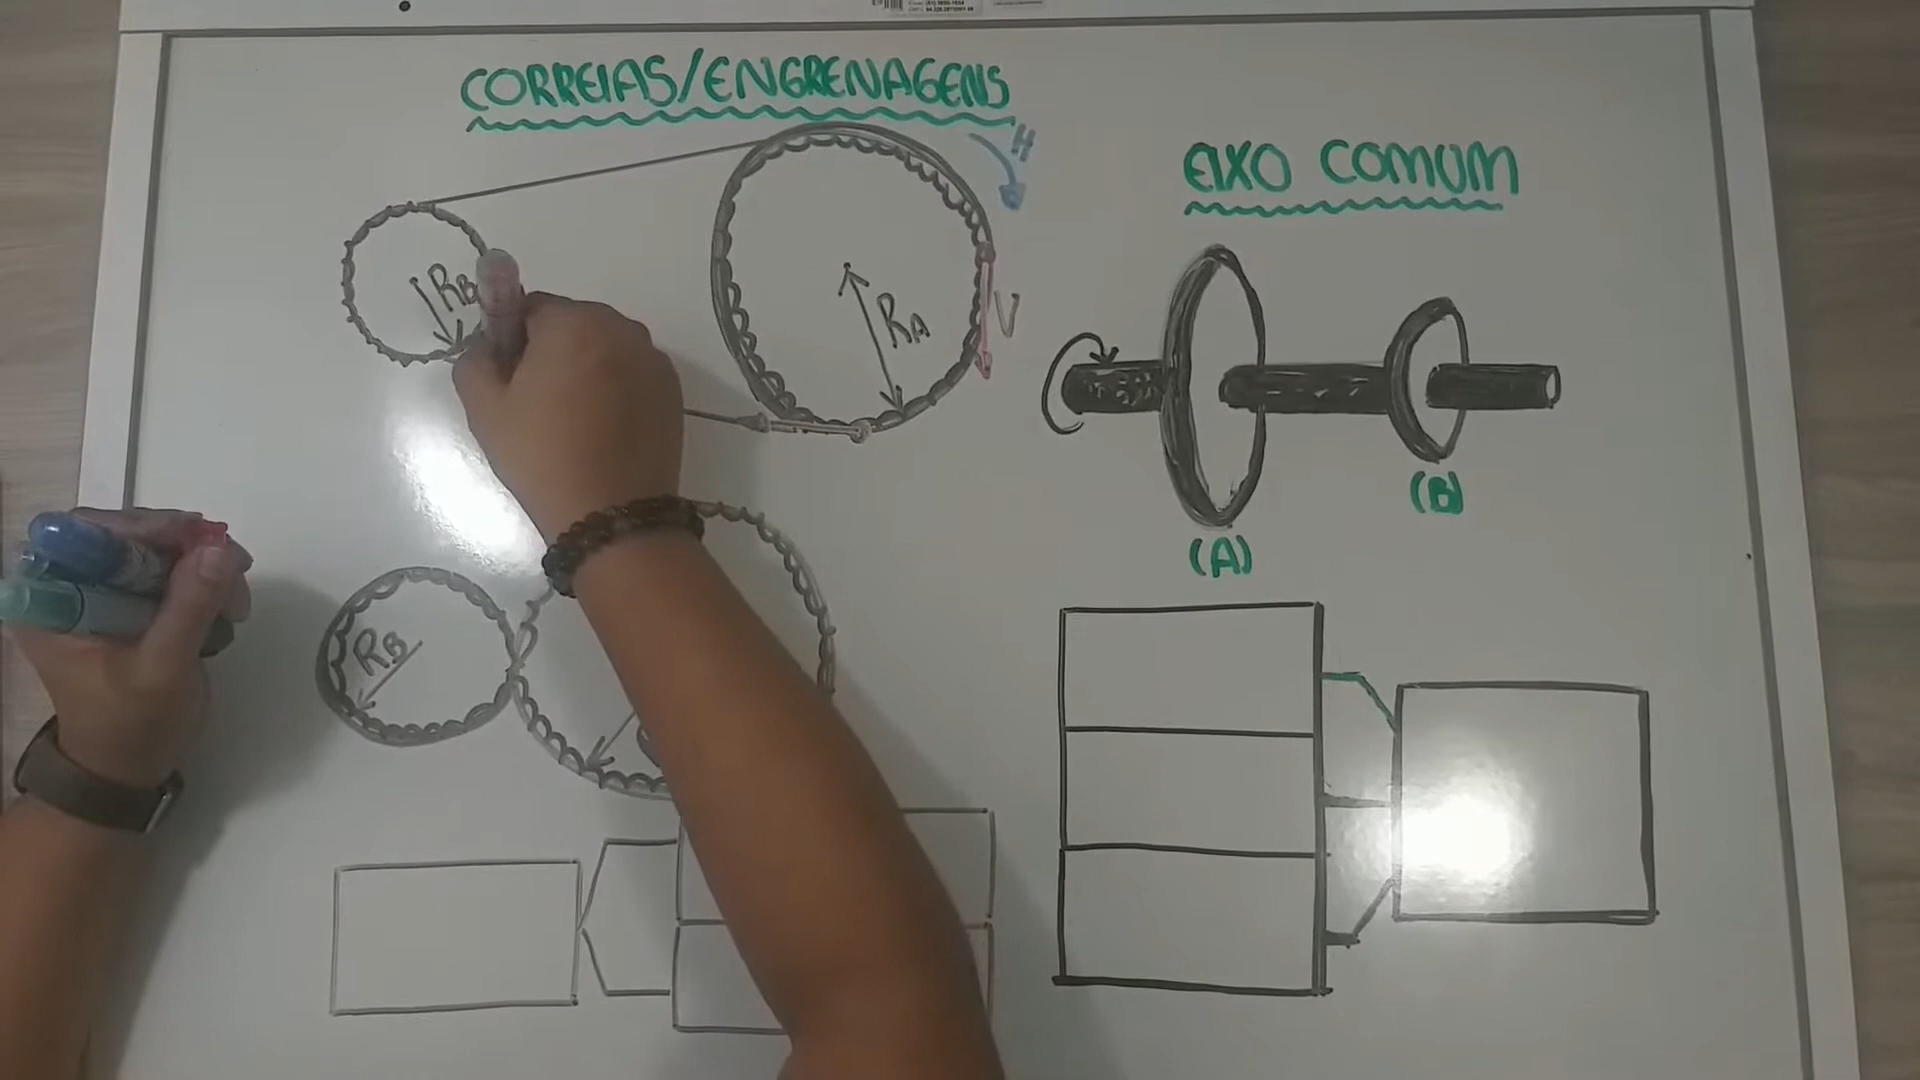 CORREIAS/ENGRENAGENS
H
EIXO COMUM
RB
RA
V
(B)
(A)
RB